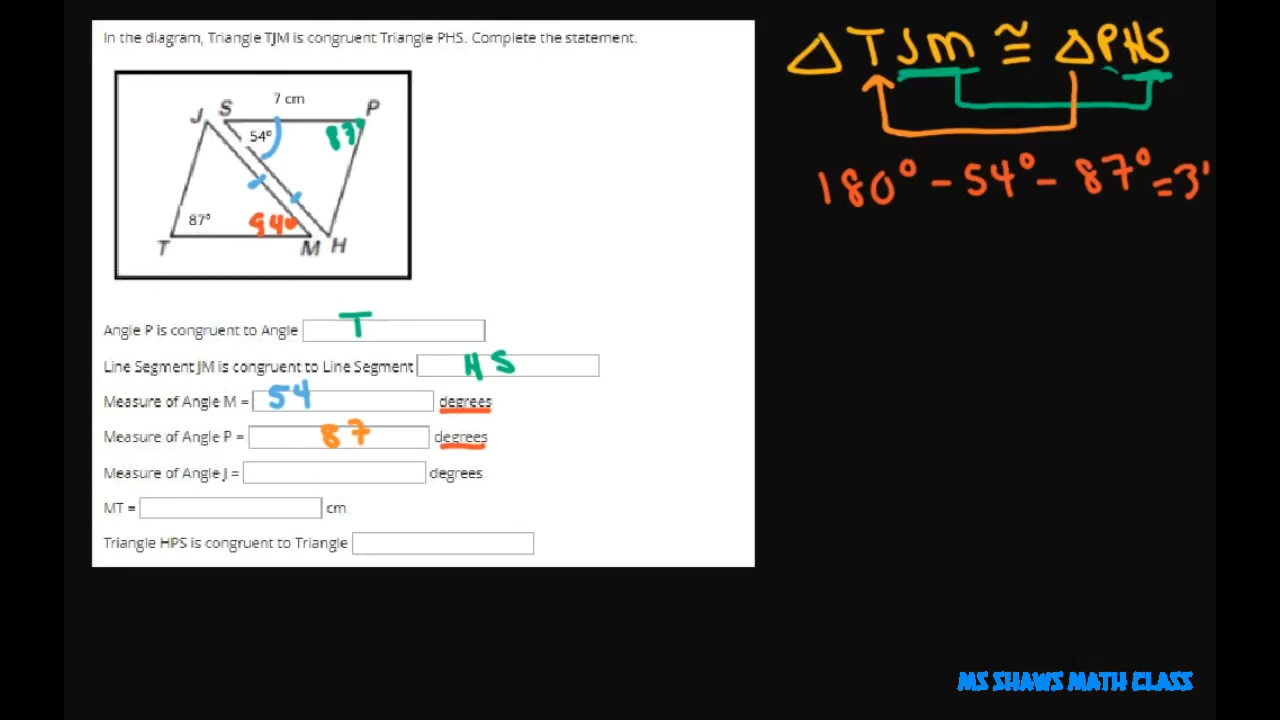 In the diagram, Triangle TJM is congruent Triangle PHS. Complete the statement.
△ TJM ≅ △PHS
7 cm
J S P
54° 87°
180° - 54° - 87° = 3
87° 54°
T M H
Angle P is congruent to Angle T
Line Segment JM is congruent to Line Segment HS
Measure of Angle M = 54 degrees
Measure of Angle P = 87 degrees
Measure of Angle J = degrees
MT = cm
Triangle HPS is congruent to Triangle
MS SHAWS MATH CLASS